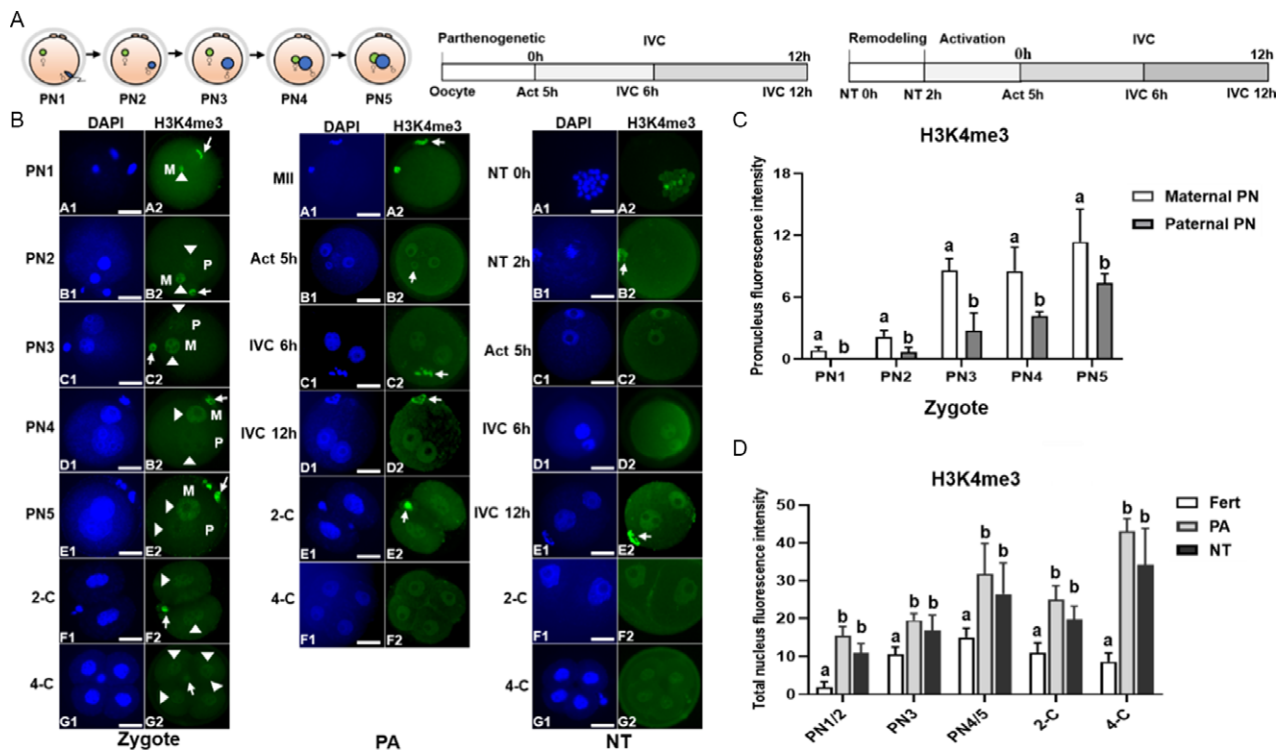 A
PN1 PN2 PN3 PN4 PN5
Parthenogenetic IVC
0h 12h
Oocyte Act 5h IVC 6h IVC 12h
Remodeling Activation IVC
0h 12h
NT 0h NT 2h Act 5h IVC 6h IVC 12h
B
DAPI H3K4me3
PN1 A1 M A2
PN2 B1 P M B2
PN3 C1 P M C2
PN4 D1 M P B2
PN5 E1 M P E2
2-C F1 F2
4-C G1 G2
Zygote
DAPI H3K4me3
MII A1 A2
Act 5h B1 B2
IVC 6h C1 C2
IVC 12h D1 D2
2-C E1 E2
4-C F1 F2
PA
DAPI H3K4me3
NT 0h A1 A2
NT 2h B1 B2
Act 5h C1 C2
IVC 6h D1 D2
IVC 12h E1 E2
2-C F1 F2
4-C G1 G2
NT
C
H3K4me3
Pronucleus fluorescence intensity
18
12
6
0
a b a b a b a b a b
Maternal PN
Paternal PN
PN1 PN2 PN3 PN4 PN5
Zygote
D
H3K4me3
Total nucleus fluorescence intensity
50
40
30
20
10
0
a b b a b b a b b a b b a b b
Fert
PA
NT
PN1/2 PN3 PN4/5 2-C 4-C